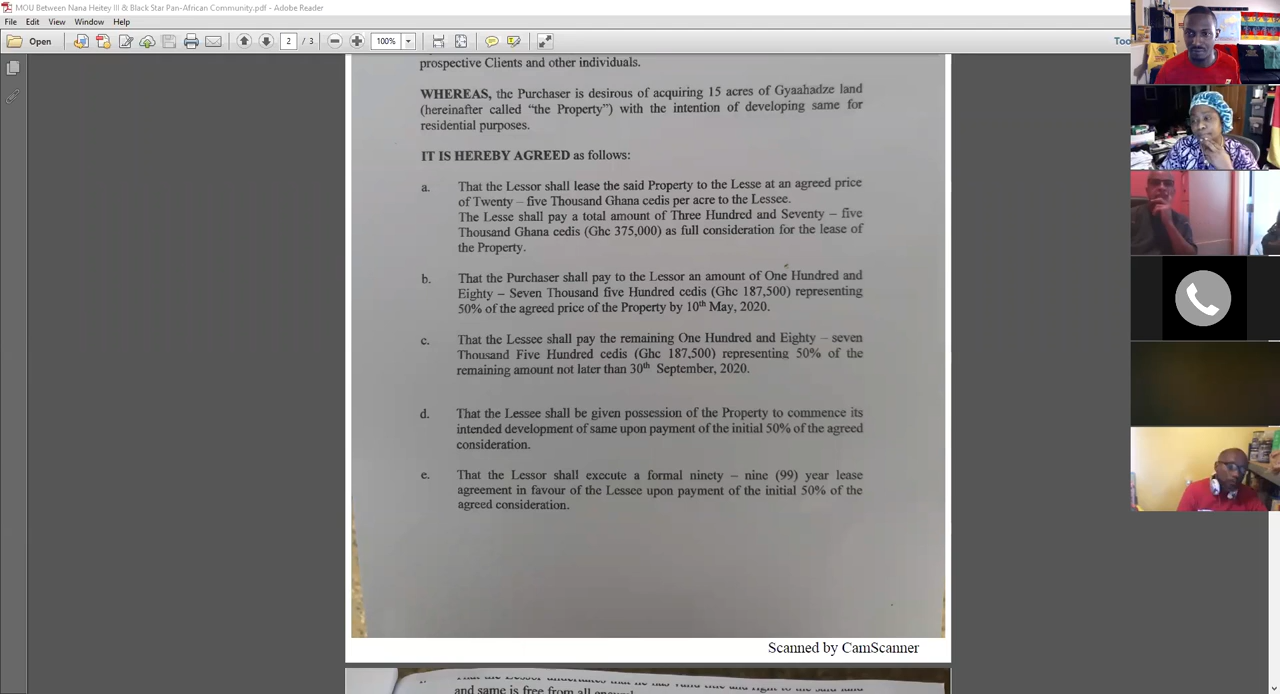 MOU Between Nana Heitey III & Black Star Pan-African Community.pdf - Adobe Reader
File Edit View Window Help
Open 2 / 3 100% Too
prospective Clients and other individuals.
WHEREAS, the Purchaser is desirous of acquiring 15 acres of Gyaahadze land
(hereinafter called “the Property”) with the intention of developing same for
residential purposes.
IT IS HEREBY AGREED as follows:
a. That the Lessor shall lease the said Property to the Lesse at an agreed price
of Twenty – five Thousand Ghana cedis per acre to the Lessee.
The Lesse shall pay a total amount of Three Hundred and Seventy – five
Thousand Ghana cedis (Ghc 375,000) as full consideration for the lease of
the Property.
b. That the Purchaser shall pay to the Lessor an amount of One Hundred and
Eighty – Seven Thousand five Hundred cedis (Ghc 187,500) representing
50% of the agreed price of the Property by 10th May, 2020.
c. That the Lessee shall pay the remaining One Hundred and Eighty – seven
Thousand Five Hundred cedis (Ghc 187,500) representing 50% of the
remaining amount not later than 30th September, 2020.
d. That the Lessee shall be given possession of the Property to commence its
intended development of same upon payment of the initial 50% of the agreed
consideration.
e. That the Lessor shall execute a formal ninety – nine (99) year lease
agreement in favour of the Lessee upon payment of the initial 50% of the
agreed consideration.
Scanned by CamScanner
and same is free from all